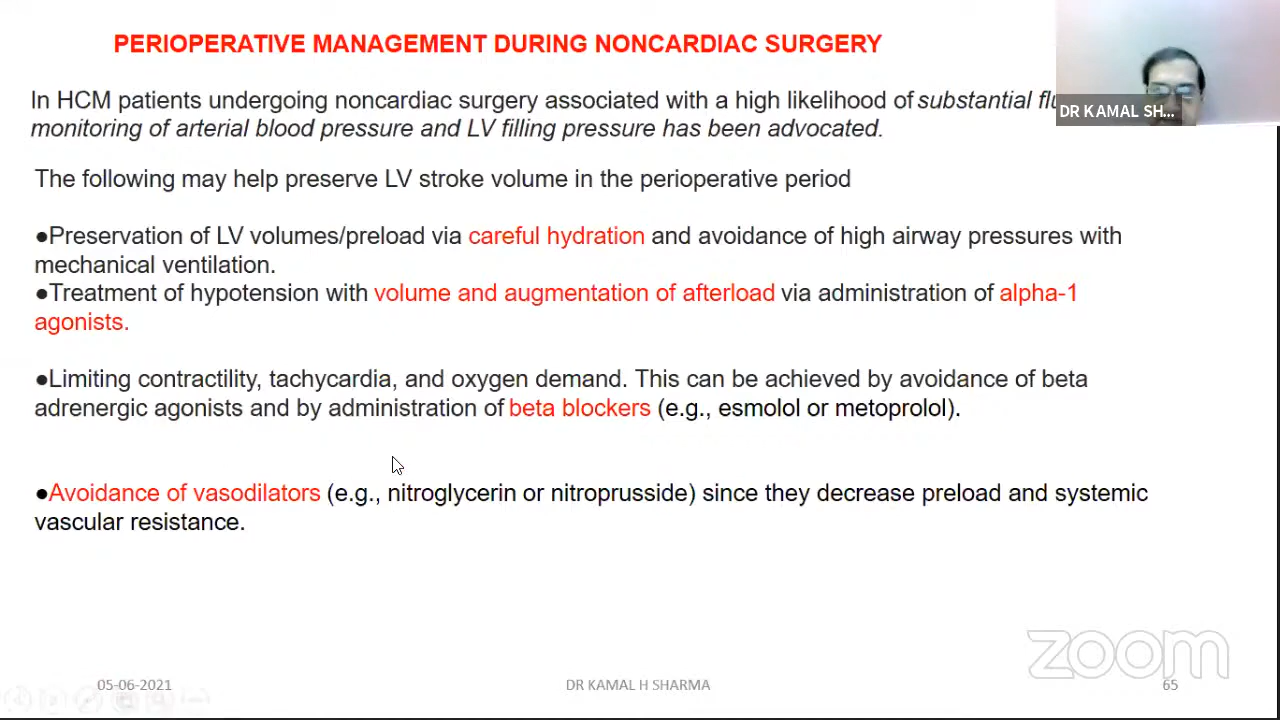 PERIOPERATIVE MANAGEMENT DURING NONCARDIAC SURGERY
In HCM patients undergoing noncardiac surgery associated with a high likelihood of substantial
DR KAMAL SH...
monitoring of arterial blood pressure and LV filling pressure has been advocated.
The following may help preserve LV stroke volume in the perioperative period
●Preservation of LV volumes/preload via careful hydration and avoidance of high airway pressures with
mechanical ventilation.
●Treatment of hypotension with volume and augmentation of afterload via administration of alpha-1
agonists.
●Limiting contractility, tachycardia, and oxygen demand. This can be achieved by avoidance of beta
adrenergic agonists and by administration of beta blockers (e.g., esmolol or metoprolol).
●Avoidance of vasodilators (e.g., nitroglycerin or nitroprusside) since they decrease preload and systemic
vascular resistance.
zoom
05-06-2021
DR KAMAL H SHARMA
65